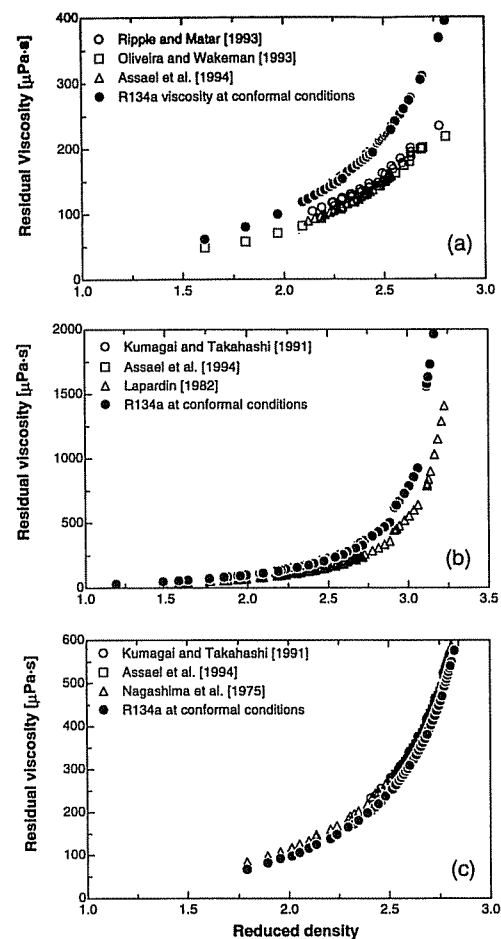 400
Ripple and Matar [1993]
Oliveira and Wakeman [1993]
Assael et al. [1994]
R134a viscosity at conformal conditions
300
200
100
0
Residual Viscosity [μPa·s]
(a)
1.0 1.5 2.0 2.5 3.0
2000
Kumagai and Takahashi [1991]
Assael et al. [1994]
Lapardin [1982]
R134a at conformal conditions
1500
1000
500
0
Residual viscosity [μPa·s]
(b)
1.0 1.5 2.0 2.5 3.0 3.5
600
Kumagai and Takahashi [1991]
Assael et al. [1994]
Nagashima et al. [1975]
R134a at conformal conditions
500
400
300
200
100
0
Residual viscosity [μPa·s]
(c)
1.0 1.5 2.0 2.5 3.0
Reduced density